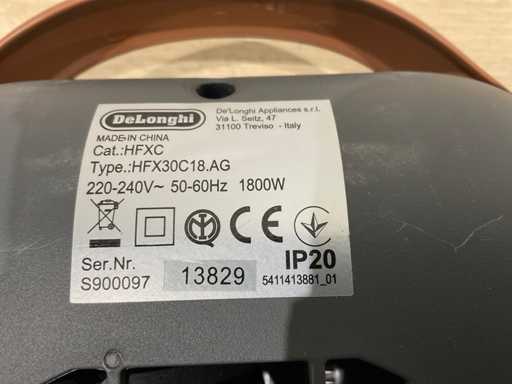 DeLonghi
De'Longhi Appliances s.r.l.
Via L. Seitz, 47
31100 Treviso - Italy
MADE IN CHINA
Cat.:HFXC
Type.:HFX30C18.AG
220-240V~ 50-60Hz 1800W
IP20
Ser.Nr.
S900097
13829
5411413881_01